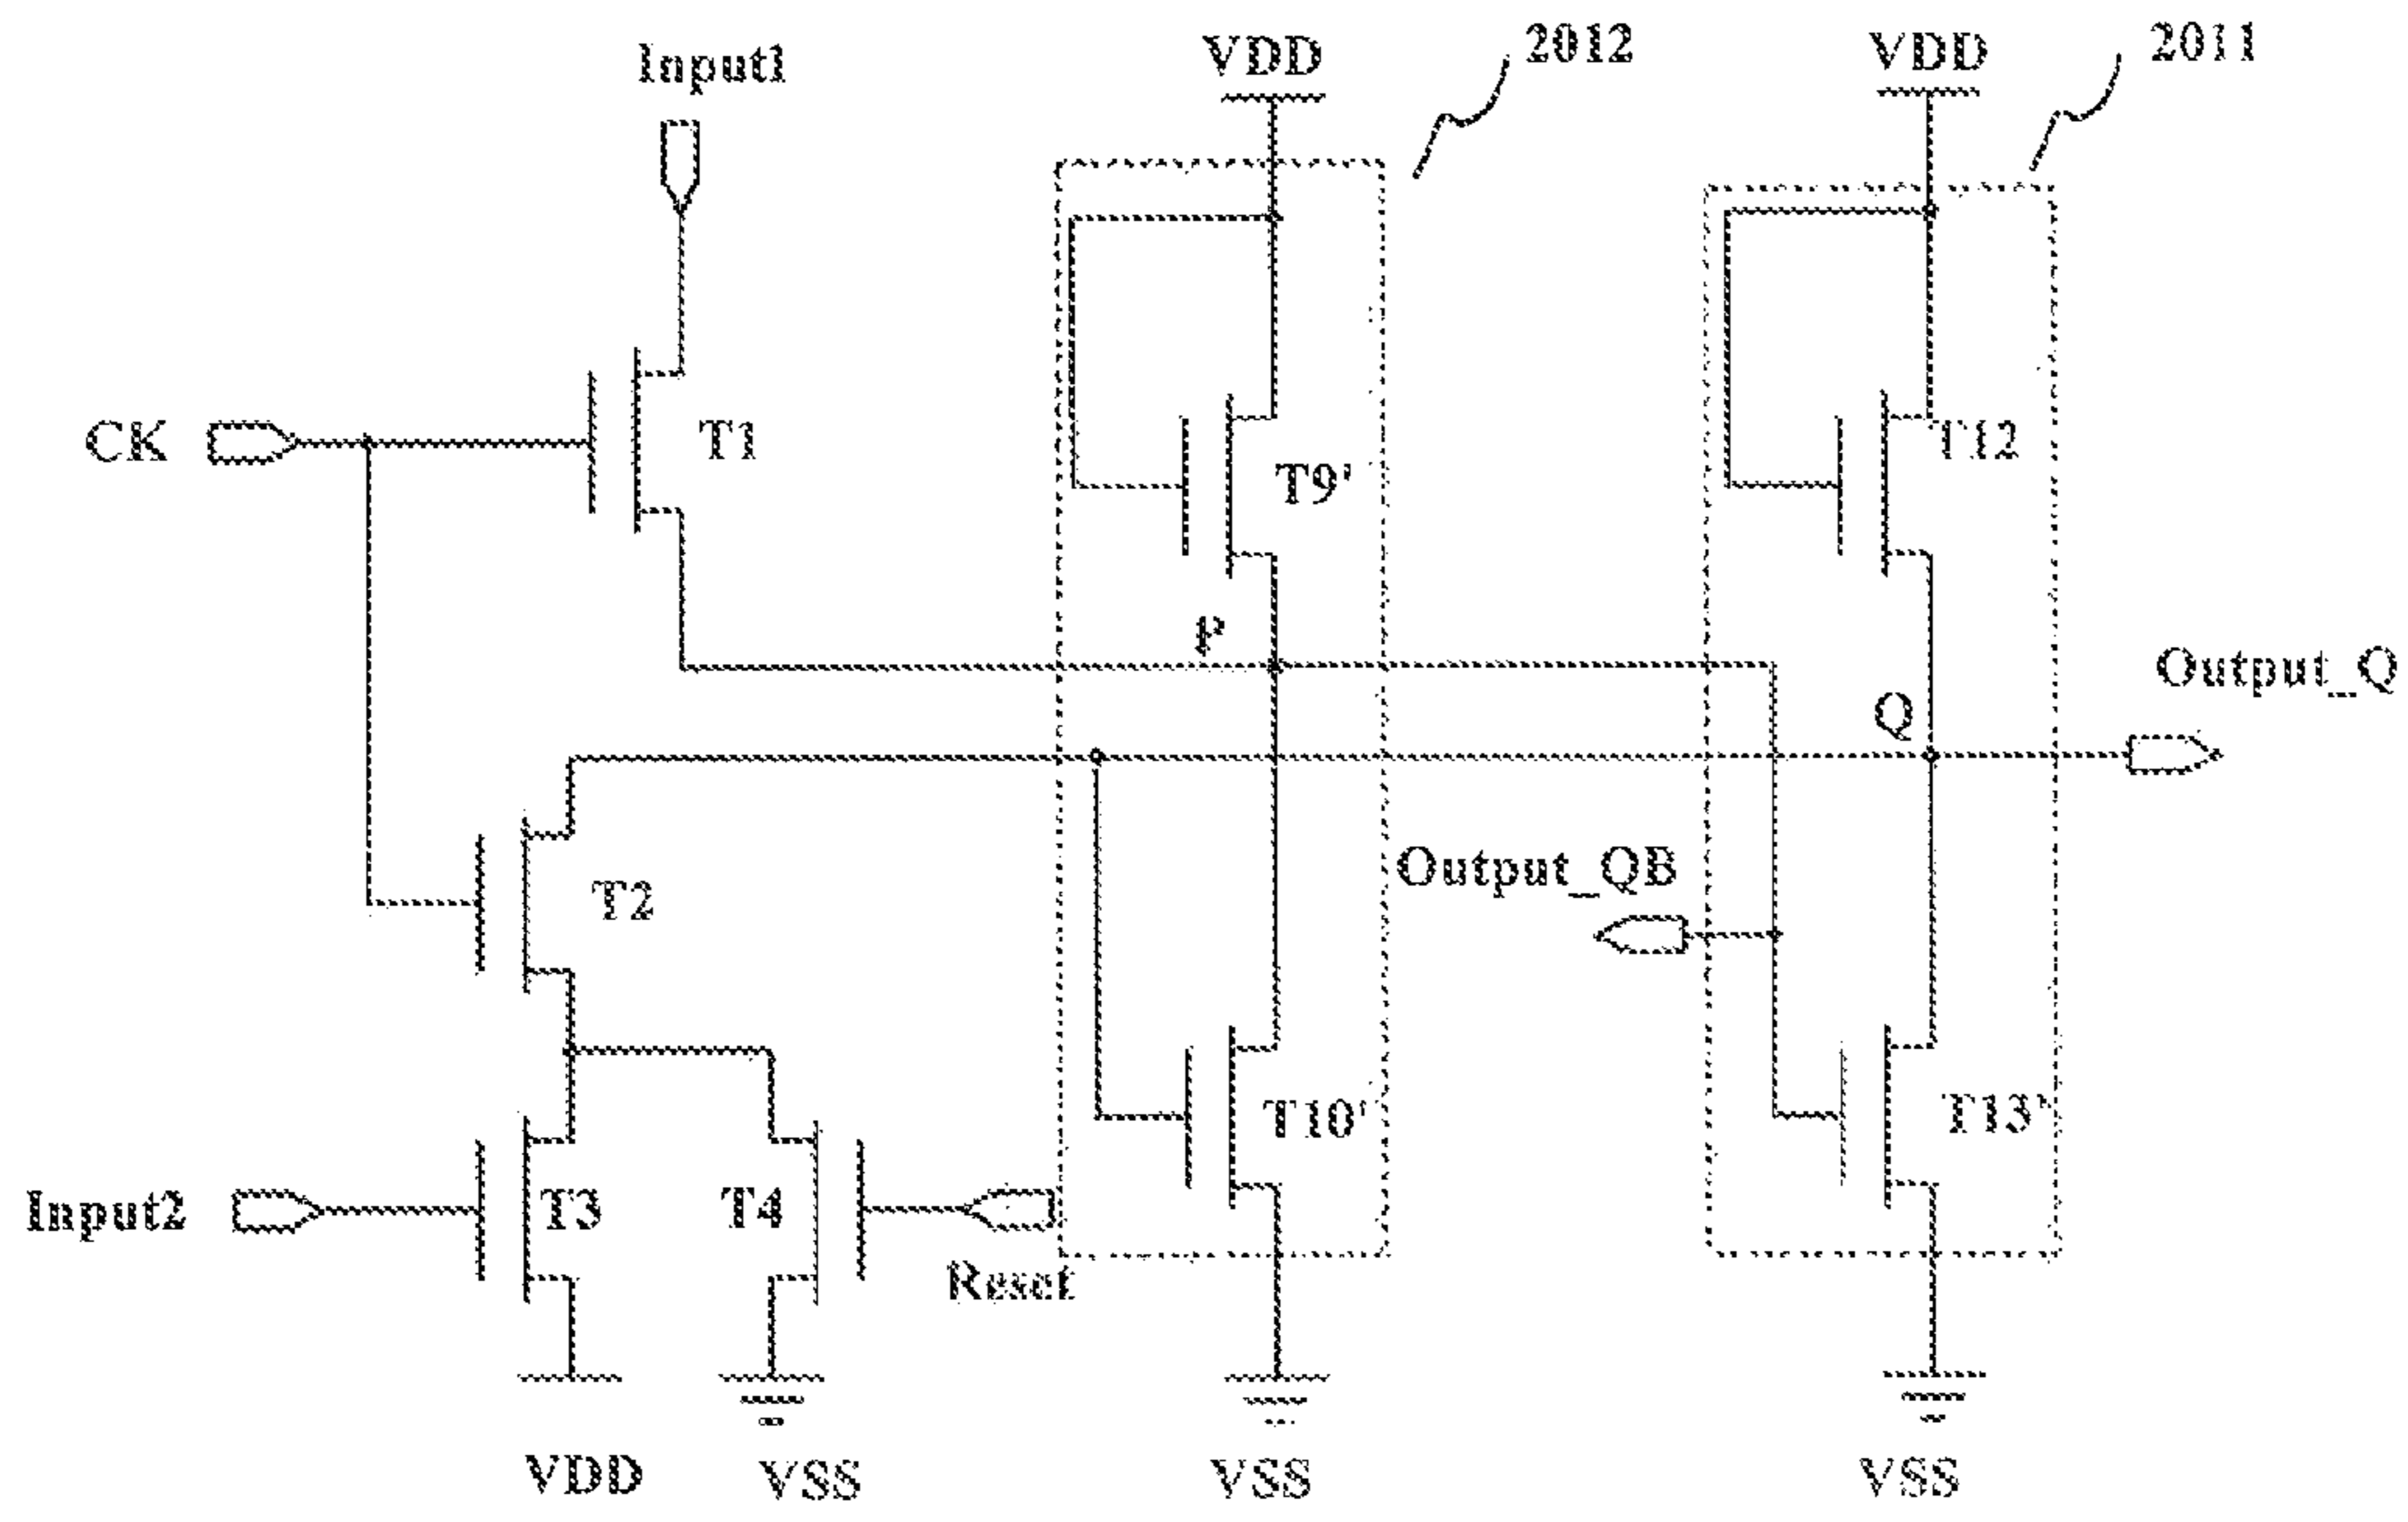 Input1
VDD
2012
VDD
2011
CK
T1
T9'
T12
P
Q
Output_Q
Output_QB
T2
T10'
T13'
Input2
T3
T4
Reset
VDD
VSS
VSS
VSS